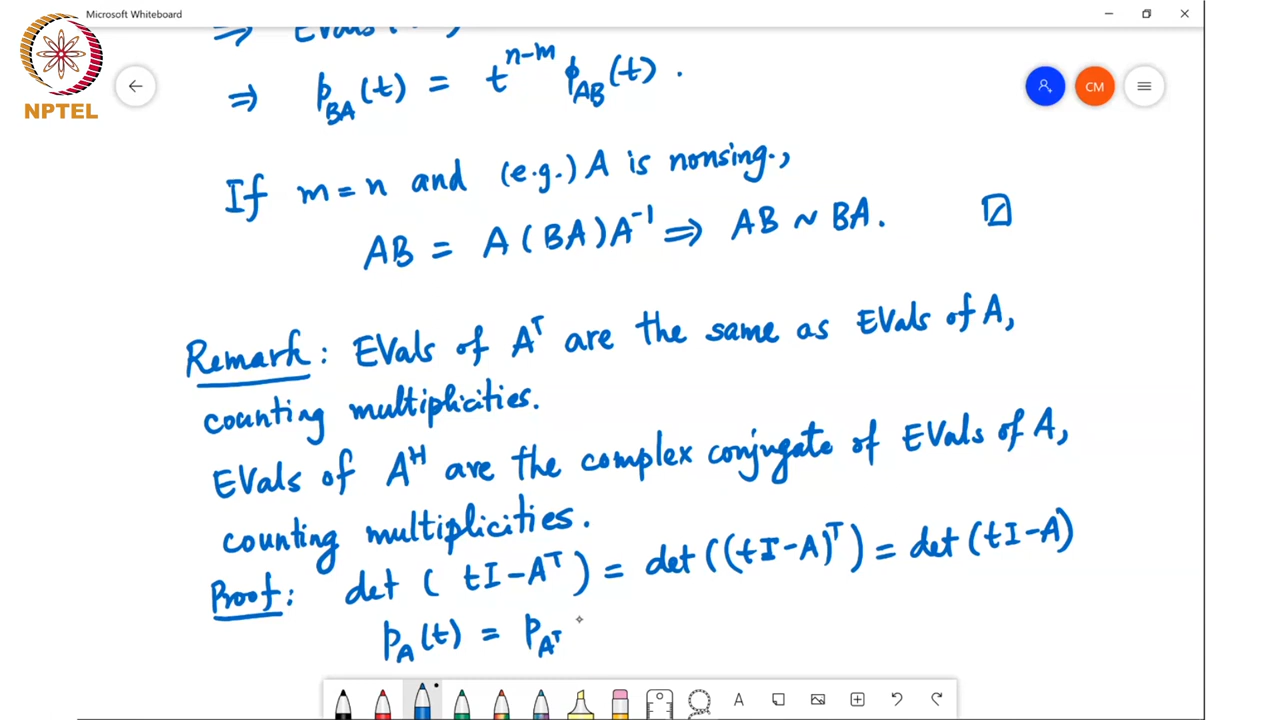 Microsoft Whiteboard
NPTEL
⇒ EVals
⇒ p_BA(t) = t^{n-m} p_AB(t).
CM
If m = n and (e.g.) A is nonsing.,
AB = A(BA)A^{-1} ⇒ AB ~ BA.
Remark: EVals of A^T are the same as EVals of A,
counting multiplicities.
EVals of A^H are the complex conjugate of EVals of A,
counting multiplicities.
Proof: det(tI-A^T) = det((tI-A)^T) = det(tI-A)
p_A(t) = p_{A^T}
A